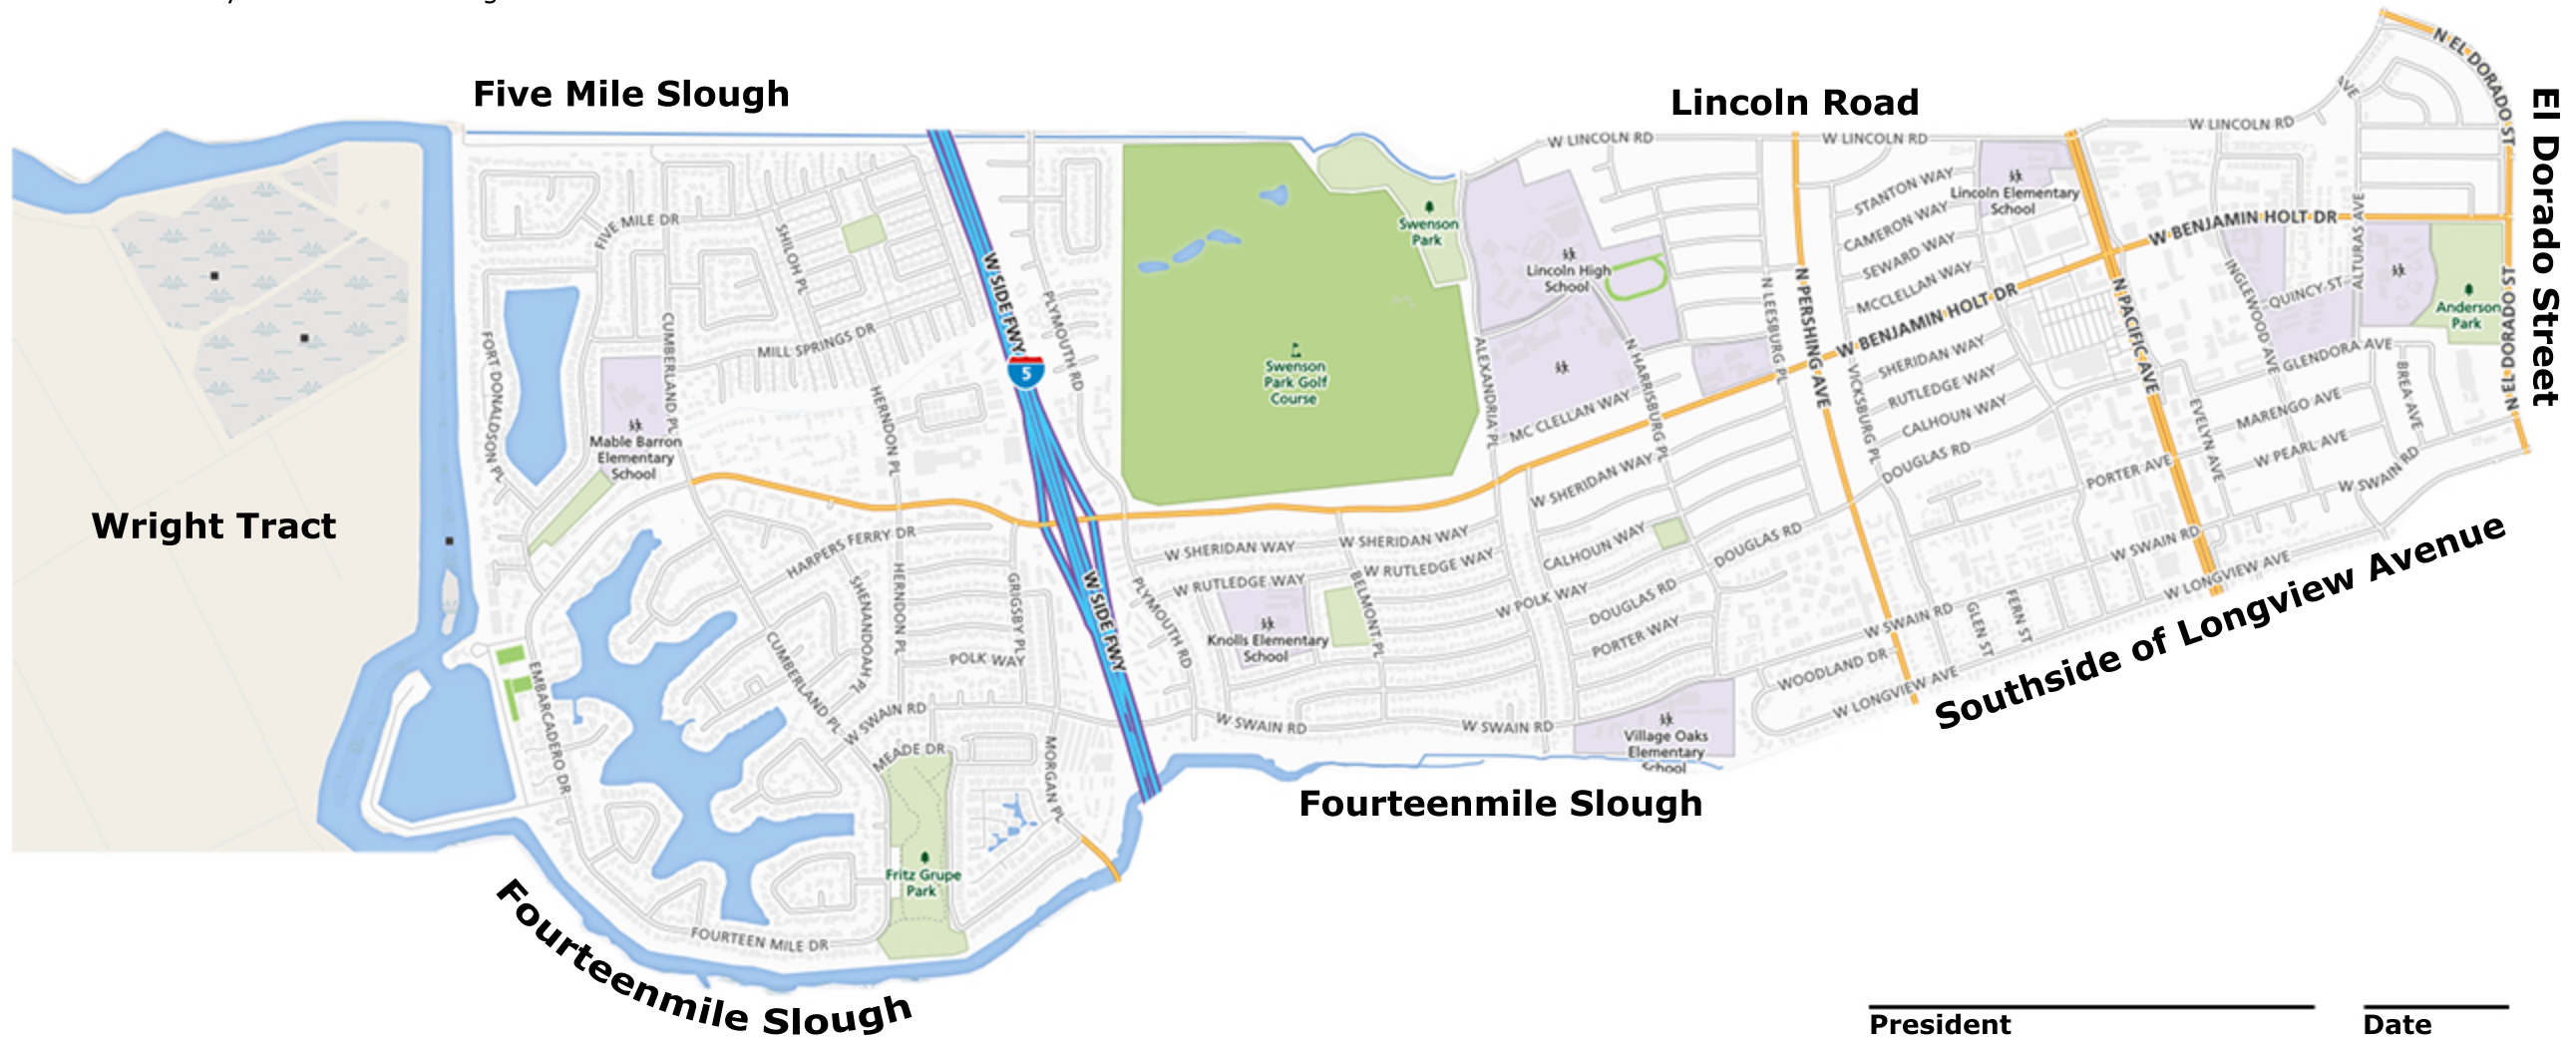 Five Mile Slough
Lincoln Road
El Dorado Street
Wright Tract
Fourteenmile Slough
Fourteenmile Slough
Southside of Longview Avenue
N EL DORADO ST
AVE
W LINCOLN RD
W LINCOLN RD
W LINCOLN RD
STANTON WAY
CAMERON WAY
SEWARD WAY
MCCLELLAN WAY
Lincoln Elementary
School
W BENJAMIN HOLT DR
W BENJAMIN HOLT DR
ALTURAS AVE
INGLEWOOD AVE
QUINCY ST
Anderson
Park
N EL DORADO ST
GLENDORA AVE
BREA AVE
MARENGO AVE
EVELYN AVE
W PEARL AVE
PORTER AVE
W SWAIN RD
N PACIFIC AVE
SHERIDAN WAY
RUTLEDGE WAY
CALHOUN WAY
DOUGLAS RD
VICKSBURG PL
N PERSHING AVE
N LEESBURG PL
Swenson
Park
Lincoln High
School
Swenson
Park Golf
Course
ALEXANDRIA PL
N HARRISBURG PL
MC CLELLAN WAY
FIVE MILE DR
SHILOH PL
W SIDE FWY
5
PLYMOUTH RD
FORT DONALDSON PL
CUMBERLAND PL
MILL SPRINGS DR
HERNDON PL
Mable Barron
Elementary
School
HARPERS FERRY DR
SHENANDOAH PL
HERNDON PL
GRIGSBY PL
W SIDE FWY
PLYMOUTH RD
POLK WAY
CUMBERLAND PL
W SWAIN RD
MEADE DR
MORGAN PL
EMBARCADERO DR
Fritz Grupe
Park
FOURTEEN MILE DR
W SHERIDAN WAY
W SHERIDAN WAY
W SHERIDAN WAY
W RUTLEDGE WAY
W RUTLEDGE WAY
BELMONT PL
Knolls Elementary
School
CALHOUN WAY
W POLK WAY
DOUGLAS RD
DOUGLAS RD
PORTER WAY
W SWAIN RD
W SWAIN RD
Village Oaks
Elementary
School
WOODLAND DR
W LONGVIEW AVE
W SWAIN RD
GLEN ST
FERN ST
W SWAIN RD
W LONGVIEW AVE
President
Date